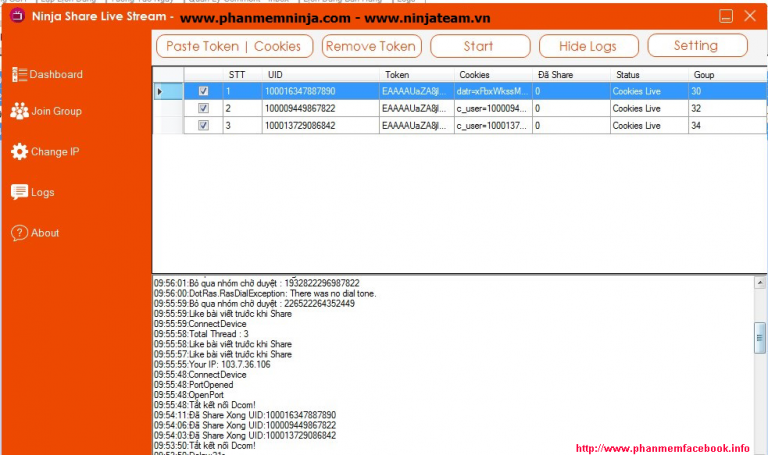 Ninja Share Live Stream - www.phanmemninja.com - www.ninjateam.vn
Paste Token | Cookies Remove Token Start Hide Logs Setting
Dashboard
Join Group
Change IP
Logs
About
STT UID Token Cookies Đã Share Status Goup
1 100016347887890 EAAAAUaZA8jl... datr=xFbxWkssM... 0 Cookies Live 30
2 100009449867822 EAAAAUaZA8jl... c_user=1000094... 0 Cookies Live 32
3 100013729086842 EAAAAUaZA8jl... c_user=1000137... 0 Cookies Live 34
09:56:01:Bỏ qua nhóm chờ duyệt : 1932822296987822
09:56:00:DotRas.RasDialException: There was no dial tone.
09:55:59:Bỏ qua nhóm chờ duyệt : 226522264352449
09:55:59:Like bài viết trước khi Share
09:55:59:ConnectDevice
09:55:58:Total Thread : 3
09:55:58:Like bài viết trước khi Share
09:55:57:Like bài viết trước khi Share
09:55:55:Your IP: 103.7.36.106
09:55:48:ConnectDevice
09:55:48:PortOpened
09:55:48:OpenPort
09:55:48:Tắt kết nối Dcom!
09:54:11:Đã Share Xong UID:100016347887890
09:54:06:Đã Share Xong UID:100009449867822
09:54:03:Đã Share Xong UID:100013729086842
09:53:50:Tắt kết nối Dcom!
http://www.phanmemfacebook.info